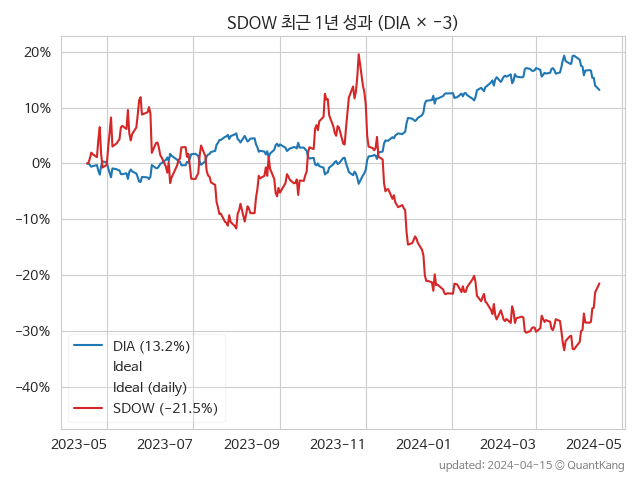 SDOW 최근 1년 성과 (DIA × −3)
20%
10%
0%
−10%
−20%
−30%
−40%
DIA (13.2%)
Ideal
Ideal (daily)
SDOW (−21.5%)
2023-05 2023-07 2023-09 2023-11 2024-01 2024-03 2024-05
updated: 2024-04-15 © QuantKang